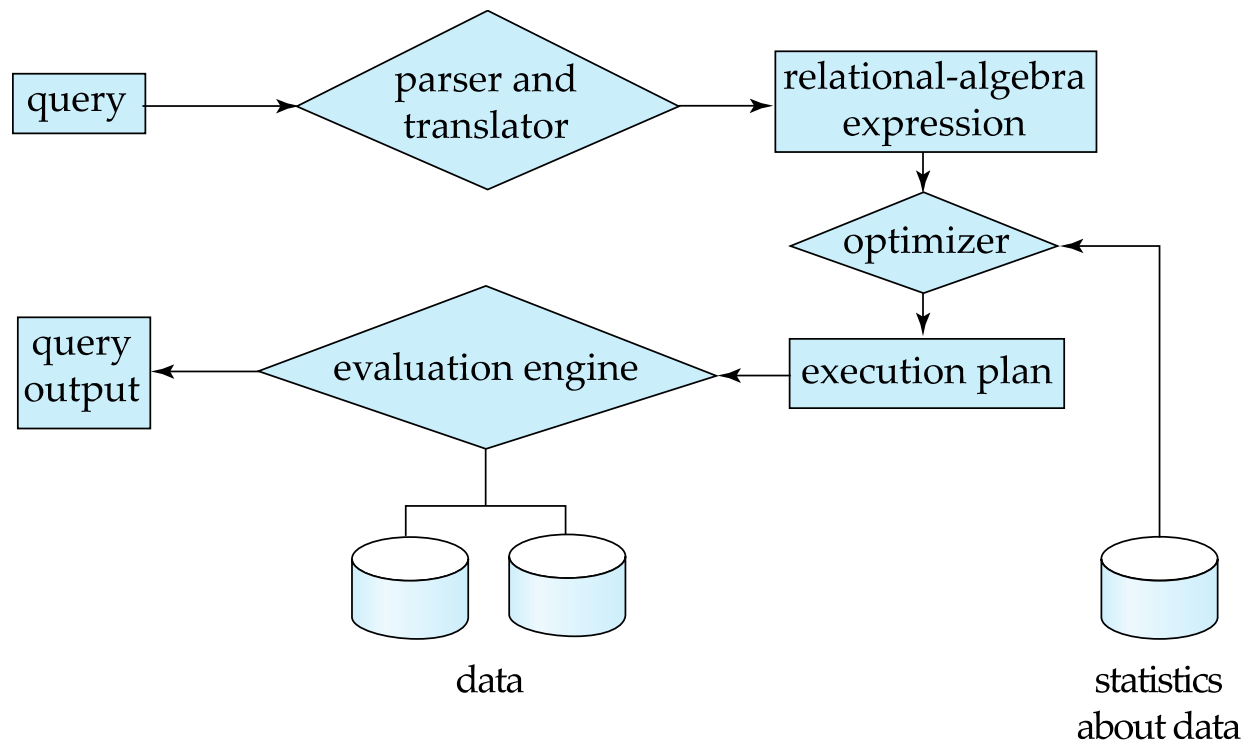 query
parser and
translator
relational-algebra
expression
optimizer
query
output
evaluation engine
execution plan
data
statistics
about data